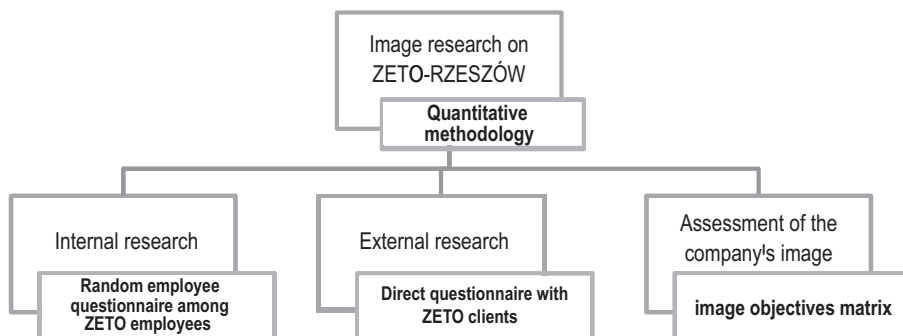 Image research on
ZETO-RZESZÓW
Quantitative
methodology
Internal research
Random employee
questionnaire among
ZETO employees
External research
Direct questionnaire with
ZETO clients
Assessment of the
company's image
image objectives matrix